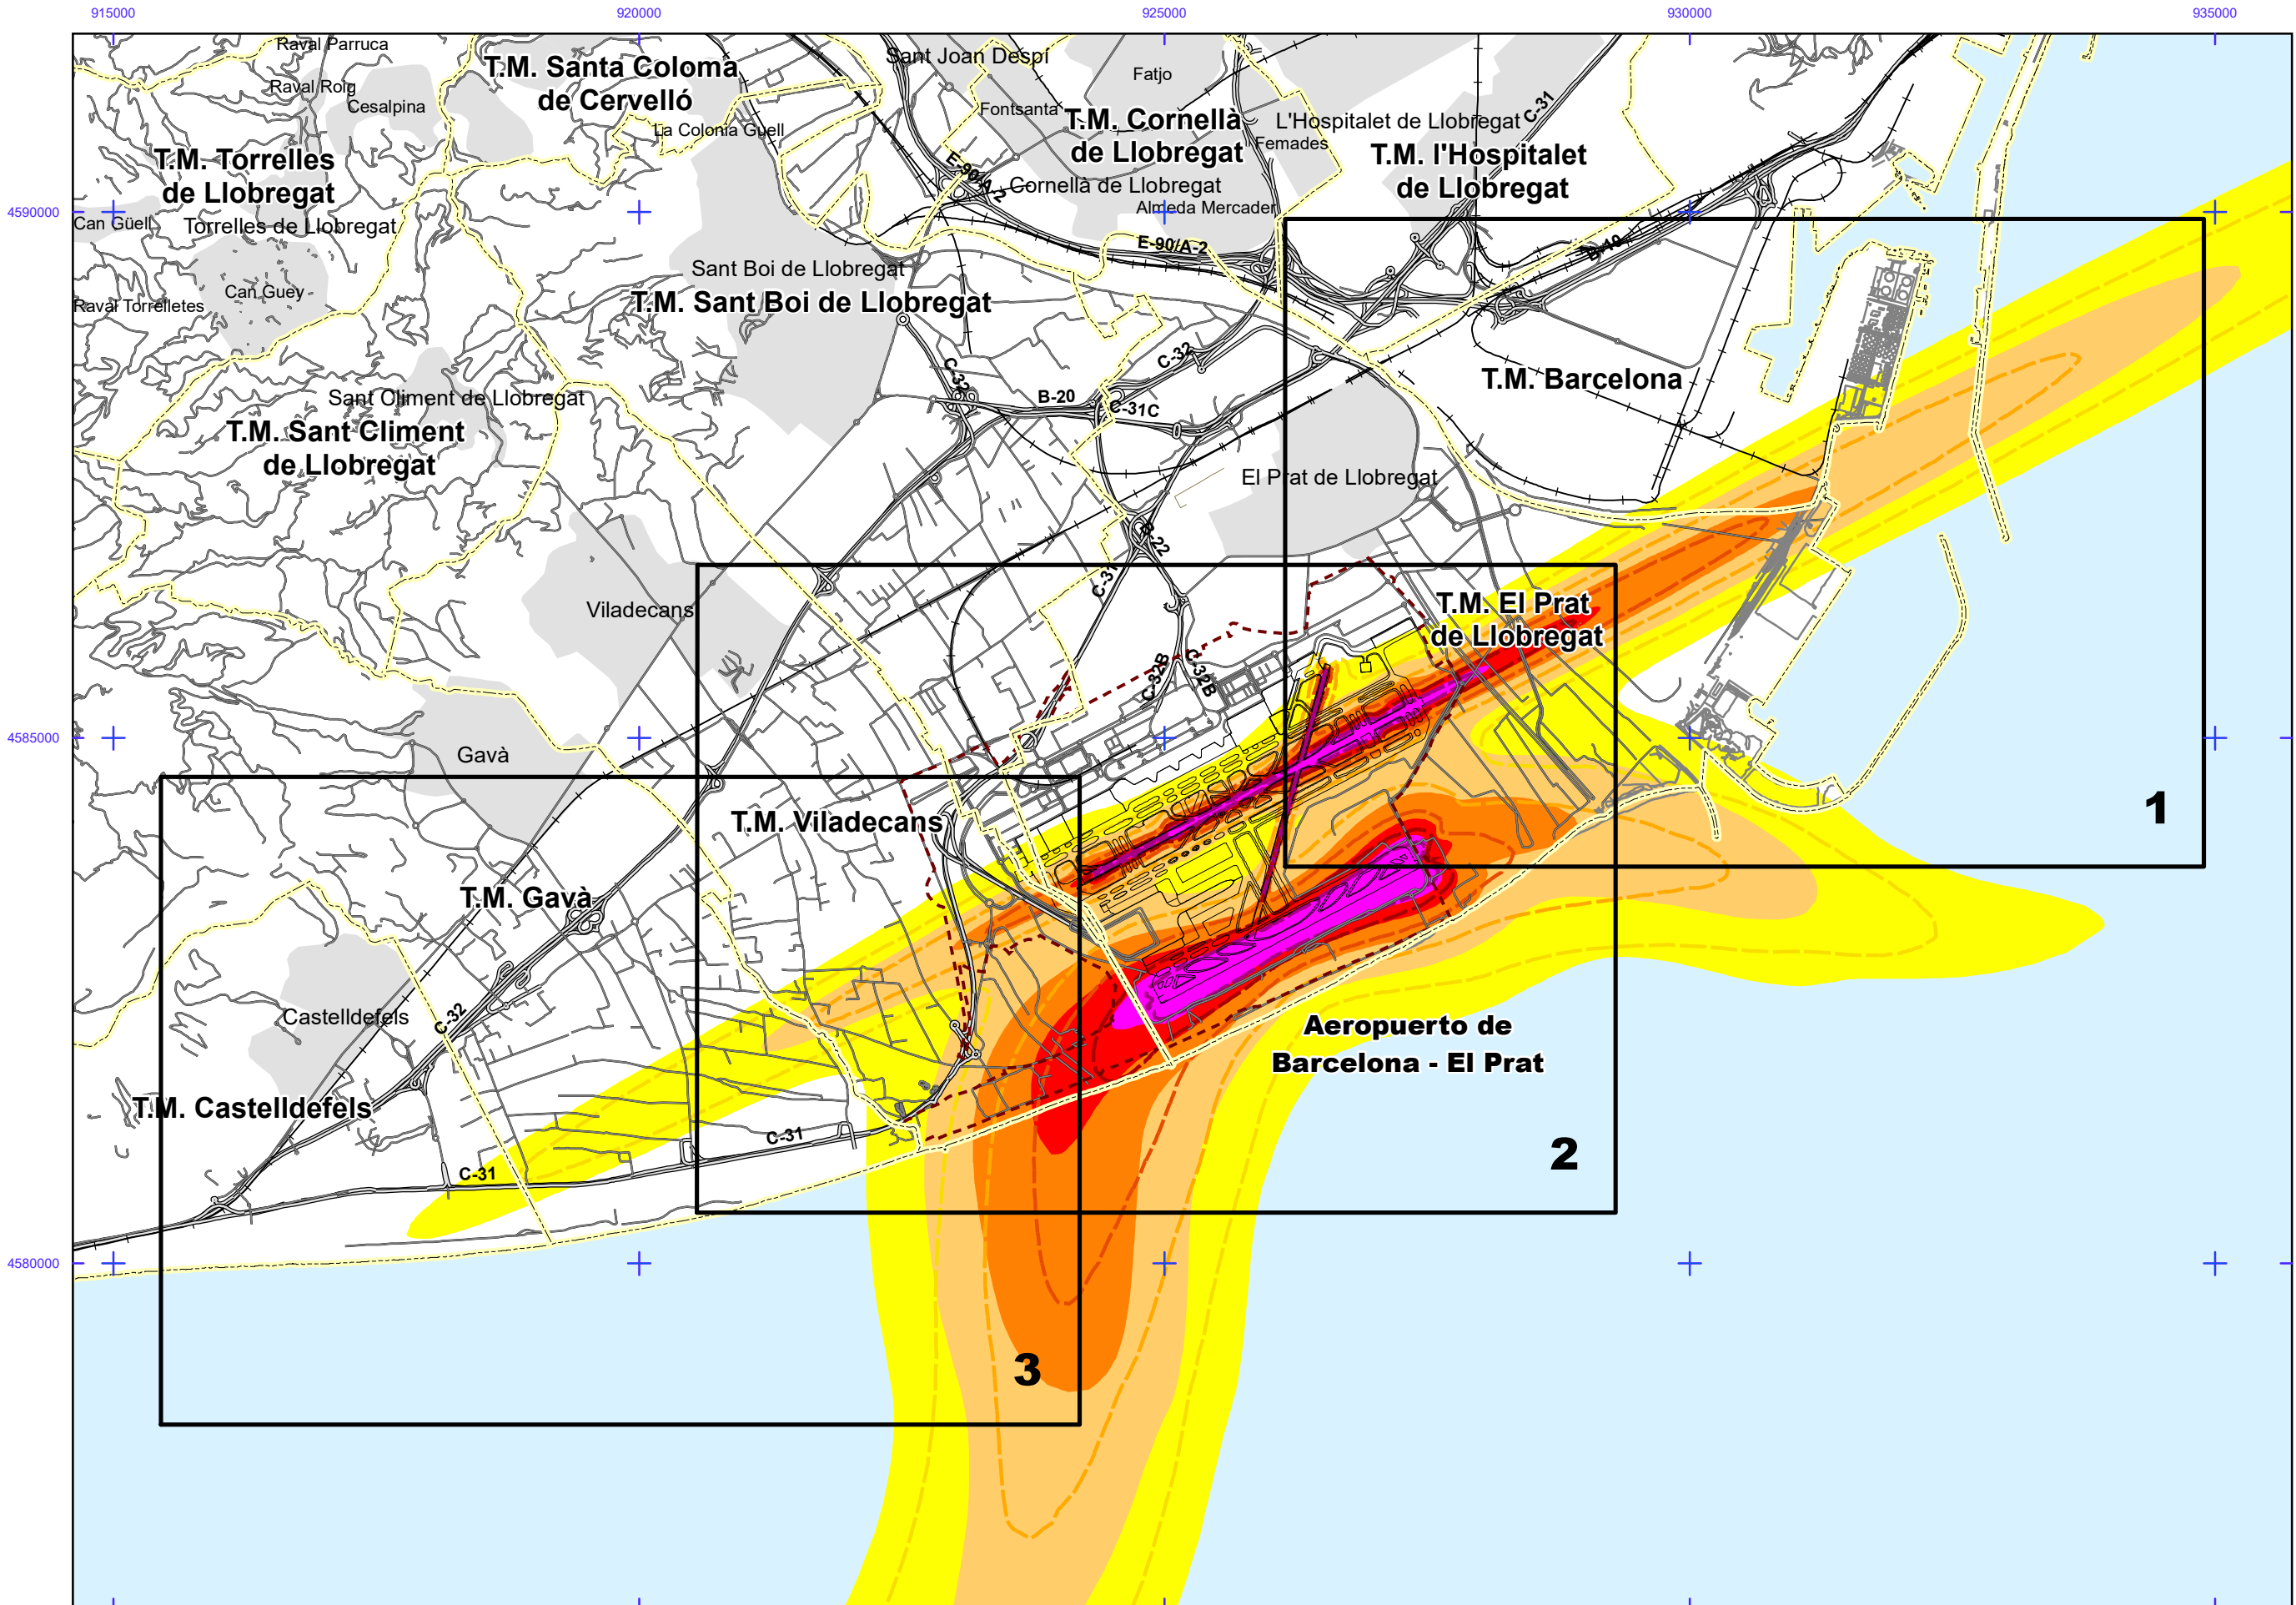 915000
920000
925000
930000
935000
Raval Parruca
Raval Roig
Cesalpina
T.M. Santa Coloma
de Cervelló
La Colonia Guell
Sant Joan Despí
Fatjo
Fontsanta
T.M. Cornellà
de Llobregat
L'Hospitalet de Llobregat
Femades
C-31
T.M. l'Hospitalet
de Llobregat
T.M. Torrelles
de Llobregat
E-90/A-2
Cornellà de Llobregat
Almeda Mercader
4590000
Can Güell
Torrelles de Llobregat
E-90/A-2
B-10
Sant Boi de Llobregat
T.M. Sant Boi de Llobregat
Can Guey
Raval Torrelletes
C-32
C-32
B-20
C-31C
T.M. Barcelona
Sant Climent de Llobregat
T.M. Sant Climent
de Llobregat
El Prat de Llobregat
B-22
C-31
Viladecans
T.M. El Prat
de Llobregat
C-32B
C-32B
4585000
Gavà
T.M. Viladecans
1
T.M. Gavà
Castelldefels
C-32
Aeropuerto de
Barcelona - El Prat
T.M. Castelldefels
C-31
C-31
2
4580000
3